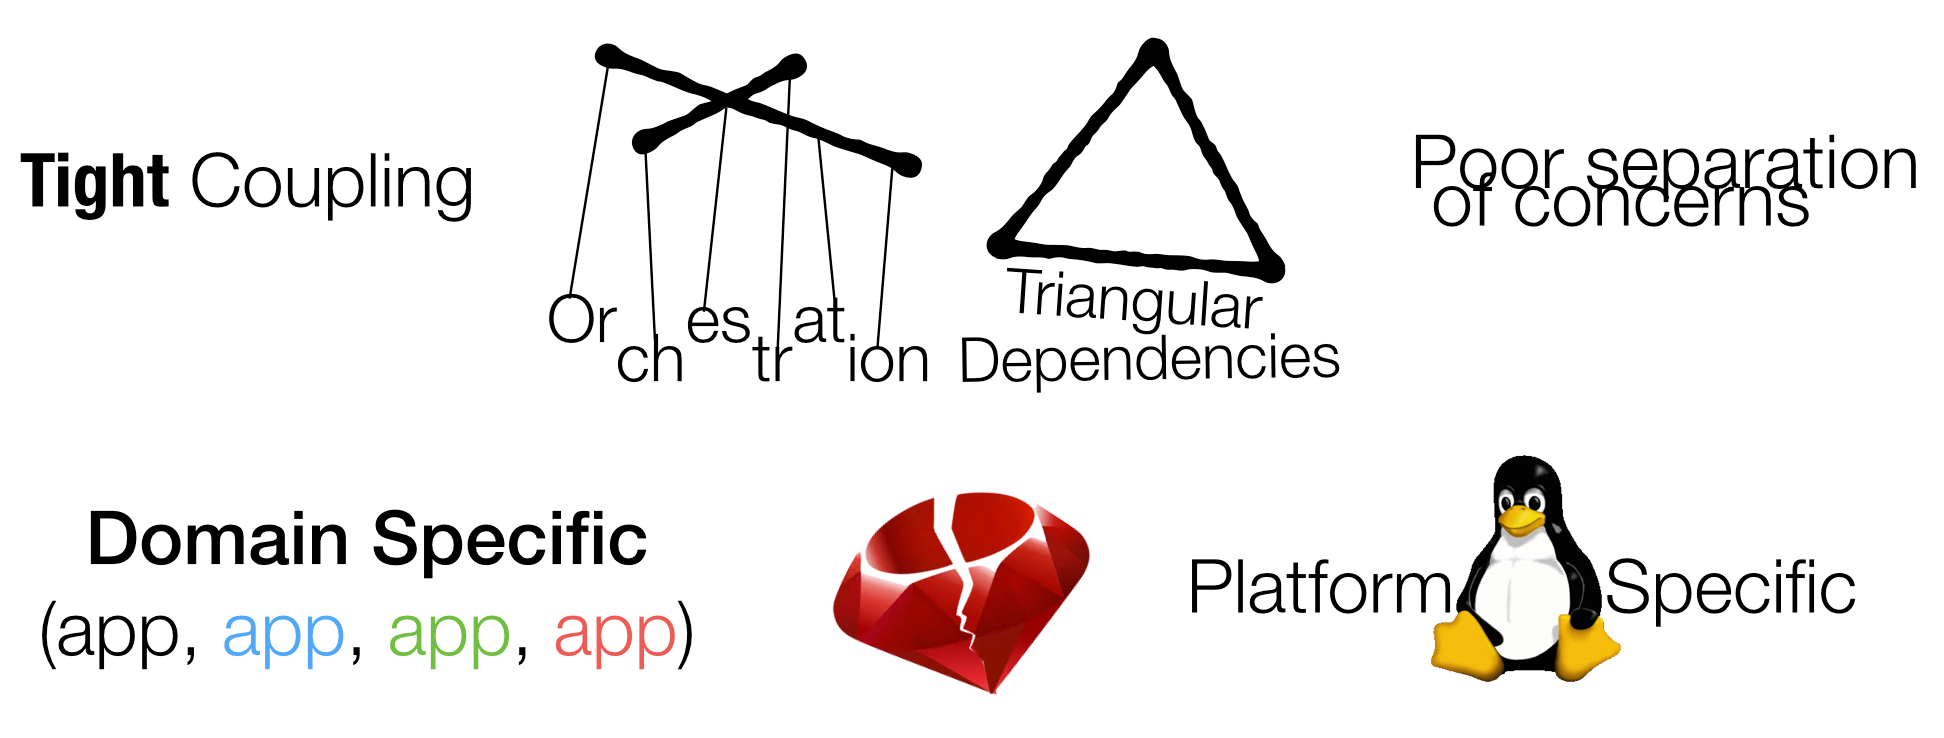 Tight Coupling
Orchestration
Triangular
Dependencies
Poor separation
of concerns
Domain Specific
(app, app, app, app)
Platform Specific